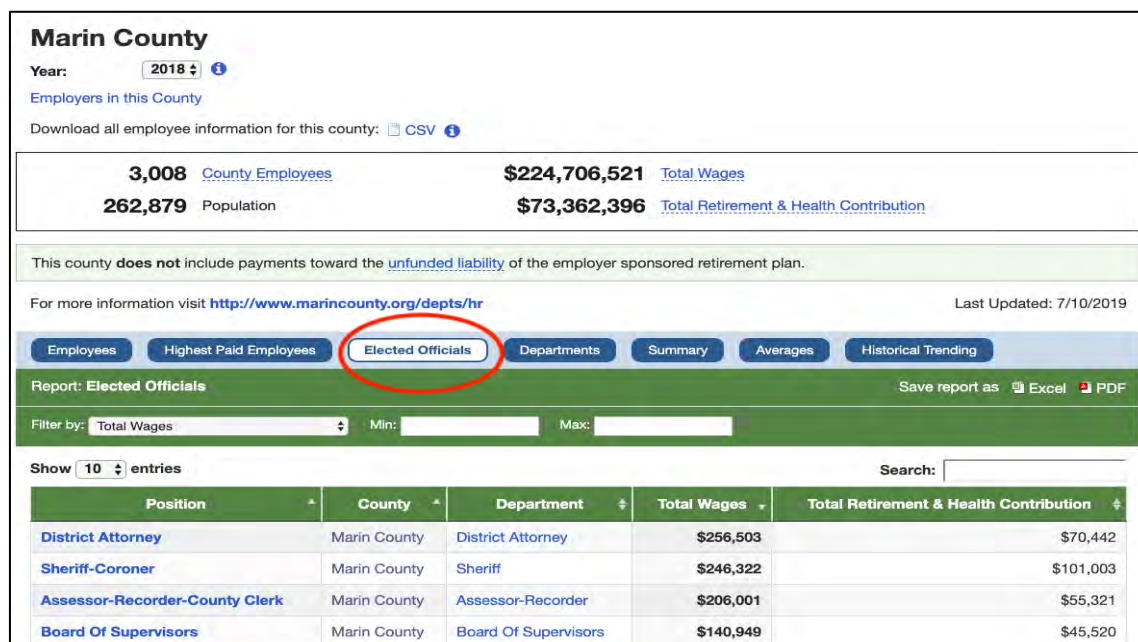 Marin County
Year: 2018
Employers in this County
Download all employee information for this county: CSV
3,008 County Employees $224,706,521 Total Wages
262,879 Population $73,362,396 Total Retirement & Health Contribution
This county does not include payments toward the unfunded liability of the employer sponsored retirement plan.
For more information visit http://www.marincounty.org/depts/hr Last Updated: 7/10/2019
Employees Highest Paid Employees Elected Officials Departments Summary Averages Historical Trending
Report: Elected Officials Save report as Excel PDF
Filter by: Total Wages Min: Max:
Show 10 entries Search:
Position County Department Total Wages Total Retirement & Health Contribution
District Attorney Marin County District Attorney $256,503 $70,442
Sheriff-Coroner Marin County Sheriff $246,322 $101,003
Assessor-Recorder-County Clerk Marin County Assessor-Recorder $206,001 $55,321
Board Of Supervisors Marin County Board Of Supervisors $140,949 $45,520